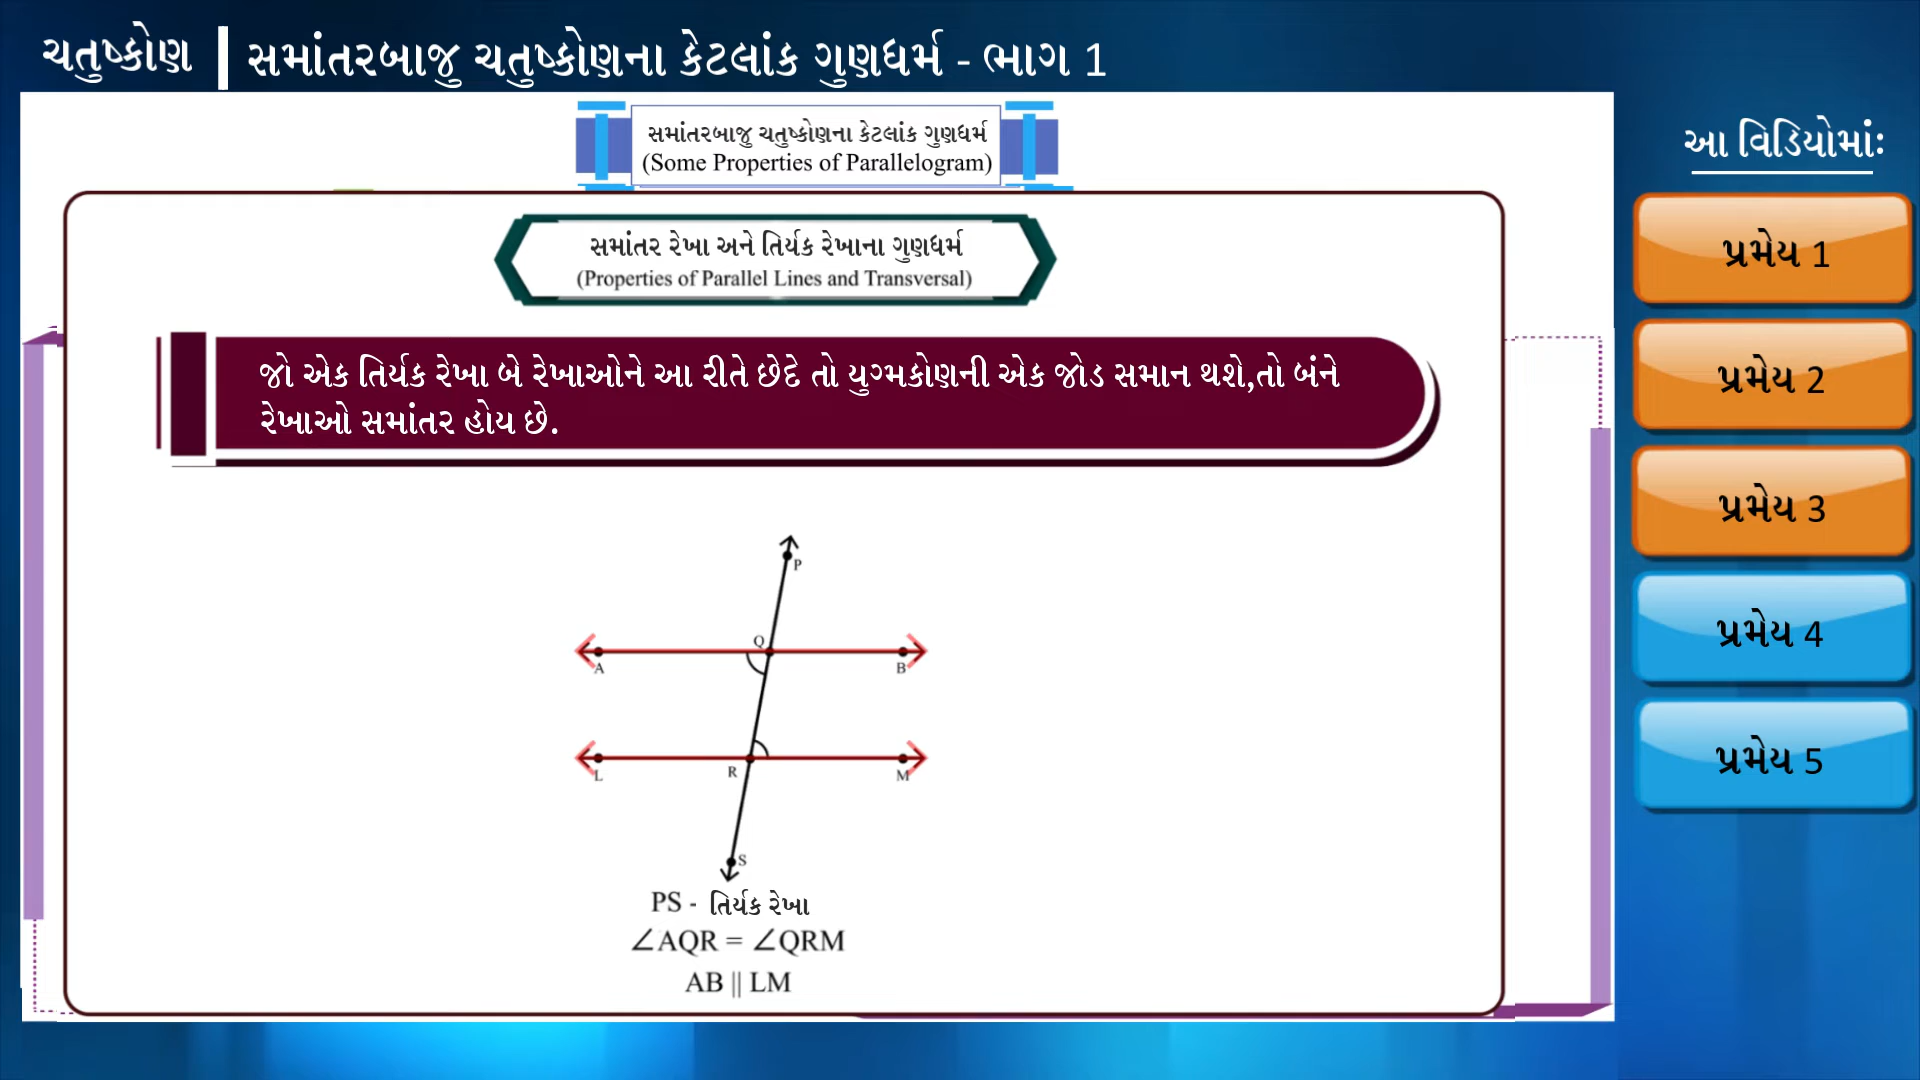 ચતુષ્કોણ | સમાંતરબાજુ ચતુષ્કોણના કેટલાંક ગુણધર્મ - ભાગ 1
સમાંતરબાજુ ચતુષ્કોણના કેટલાંક ગુણધર્મ
(Some Properties of Parallelogram)
સમાંતર રેખા અને તિર્યક રેખાના ગુણધર્મ
(Properties of Parallel Lines and Transversal)
જો એક તિર્યક રેખા બે રેખાઓને આ રીતે છેદે તો યુગ્મકોણની એક જોડ સમાન થશે,તો બંને
રેખાઓ સમાંતર હોય છે.
P
Q
A
B
R
L
M
S
PS - તિર્યક રેખા
∠AQR = ∠QRM
AB || LM
આ વિડિયોમાં:
પ્રમેય 1
પ્રમેય 2
પ્રમેય 3
પ્રમેય 4
પ્રમેય 5